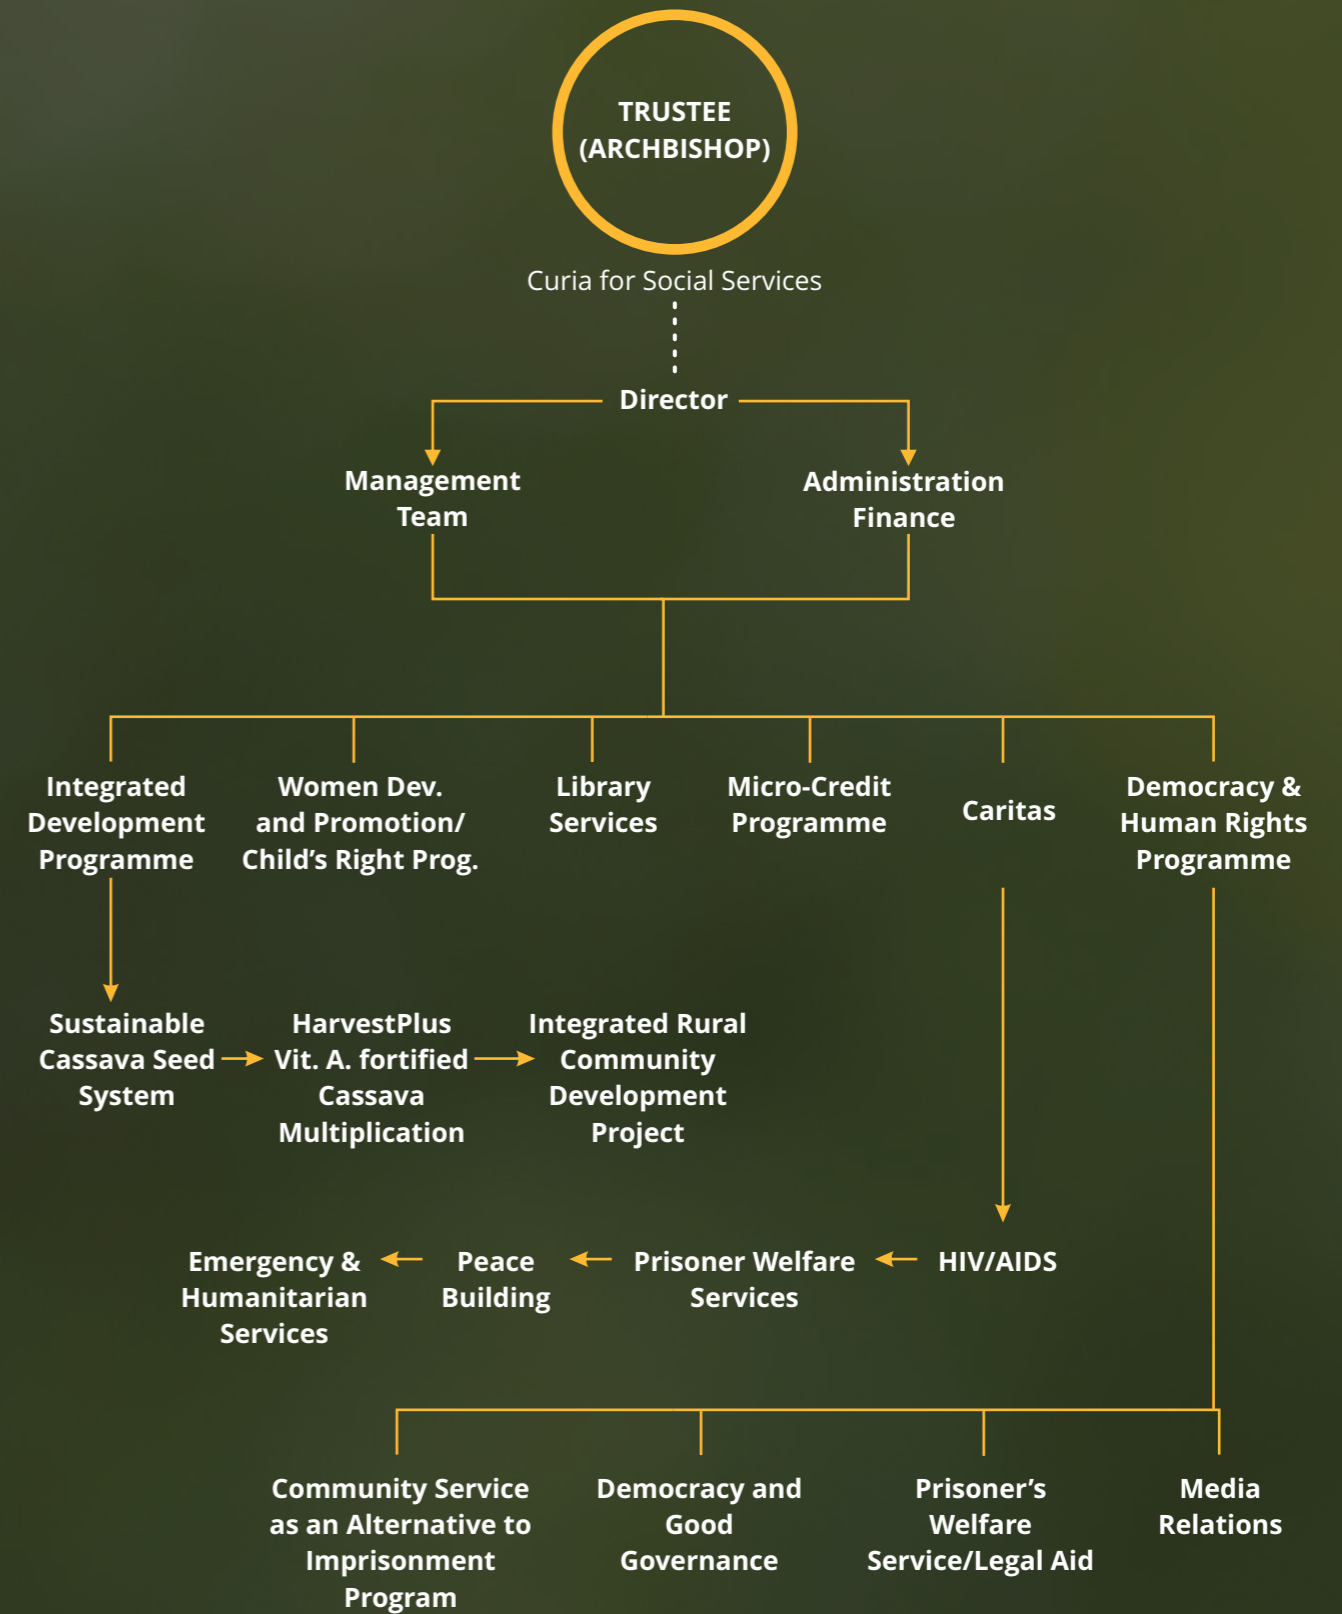 TRUSTEE
(ARCHBISHOP)
Curia for Social Services
Director
Management
Team
Administration
Finance
Integrated
Development
Programme
Women Dev.
and Promotion/
Child’s Right Prog.
Library
Services
Micro-Credit
Programme
Caritas
Democracy &
Human Rights
Programme
Sustainable
Cassava Seed
System
HarvestPlus
Vit. A. fortified
Cassava
Multiplication
Integrated Rural
Community
Development
Project
Emergency &
Humanitarian
Services
Peace
Building
Prisoner Welfare
Services
HIV/AIDS
Community Service
as an Alternative to
Imprisonment
Program
Democracy and
Good
Governance
Prisoner’s
Welfare
Service/Legal Aid
Media
Relations